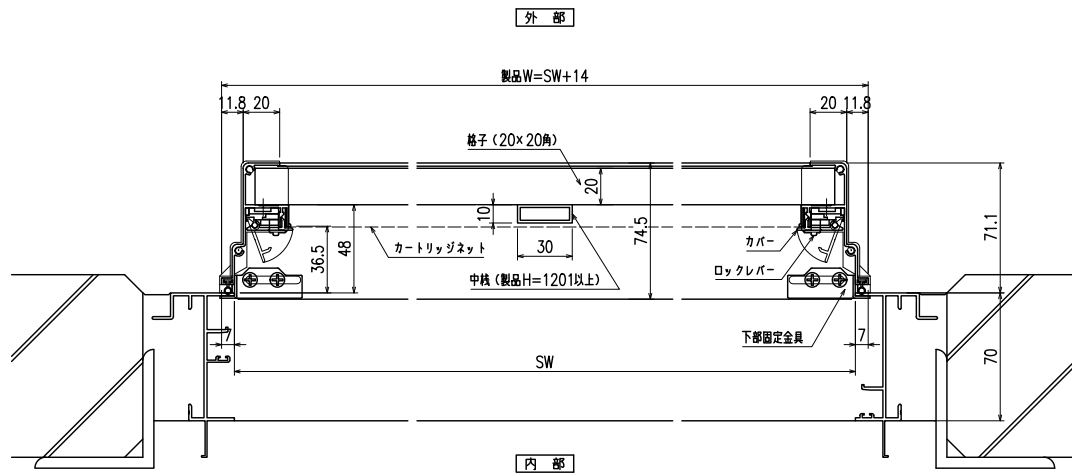 外 部
製品W=SW+14
11.8
20
20
11.8
格子（20×20角）
20
10
74.5
71.1
カートリッジネット
36.5
48
30
カバー
ロックレバー
中桟（製品H=1201以上）
下部固定金具
7
7
SW
70
内 部